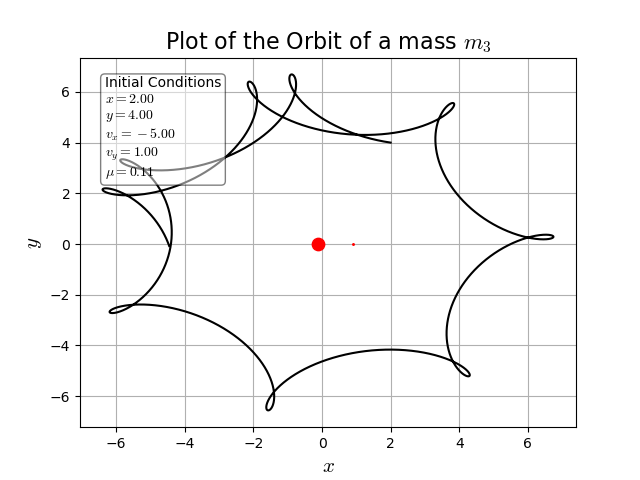 Plot of the Orbit of a mass m₃
Initial Conditions
x = 2.00
y = 4.00
vₓ = −5.00
v_y = 1.00
μ = 0.11
y
6
4
2
0
−2
−4
−6
−6 −4 −2 0 2 4 6
x